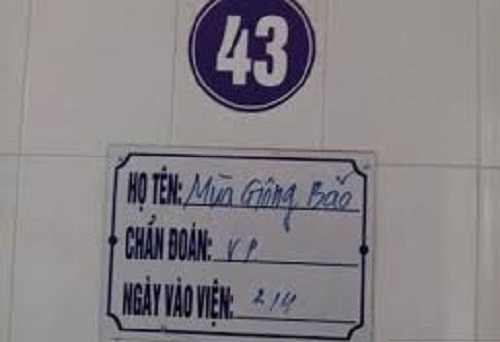 43
HỌ TÊN: Mùa Giông Bão
CHẨN ĐOÁN: VP
NGÀY VÀO VIỆN: 2/4